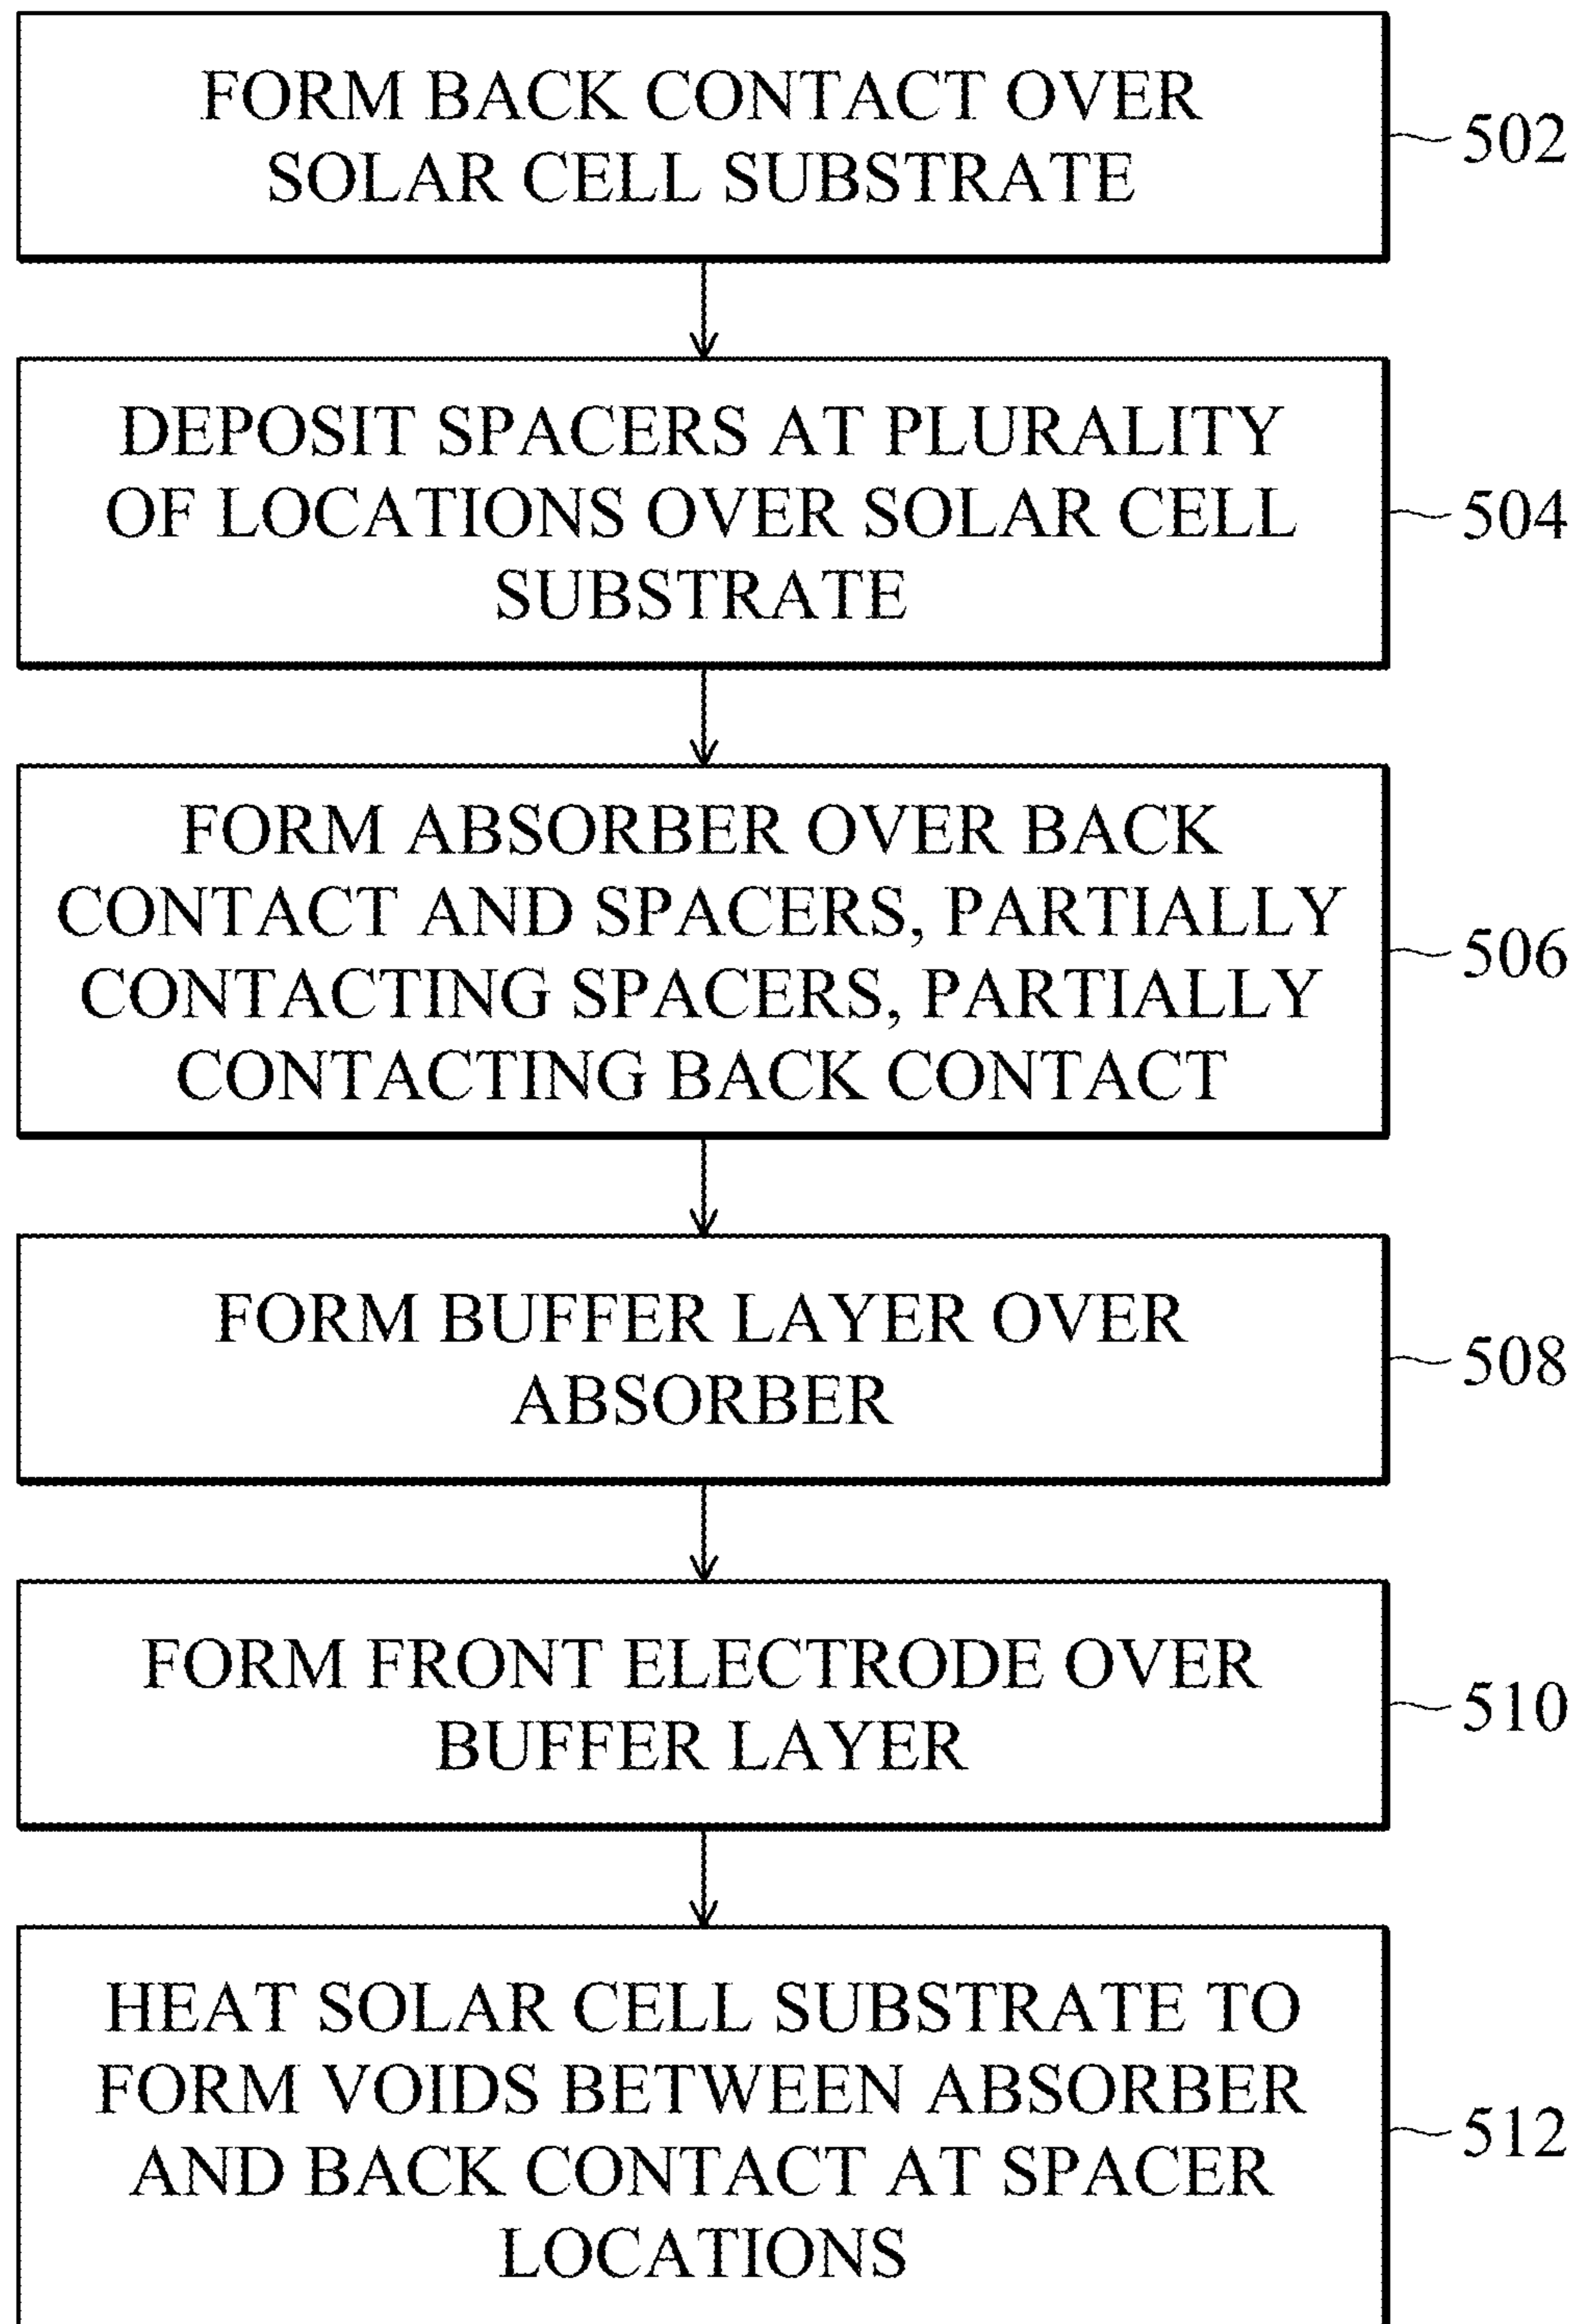 FORM BACK CONTACT OVER
SOLAR CELL SUBSTRATE
502
DEPOSIT SPACERS AT PLURALITY
OF LOCATIONS OVER SOLAR CELL
SUBSTRATE
504
FORM ABSORBER OVER BACK
CONTACT AND SPACERS, PARTIALLY
CONTACTING SPACERS, PARTIALLY
CONTACTING BACK CONTACT
506
FORM BUFFER LAYER OVER
ABSORBER
508
FORM FRONT ELECTRODE OVER
BUFFER LAYER
510
HEAT SOLAR CELL SUBSTRATE TO
FORM VOIDS BETWEEN ABSORBER
AND BACK CONTACT AT SPACER
LOCATIONS
512